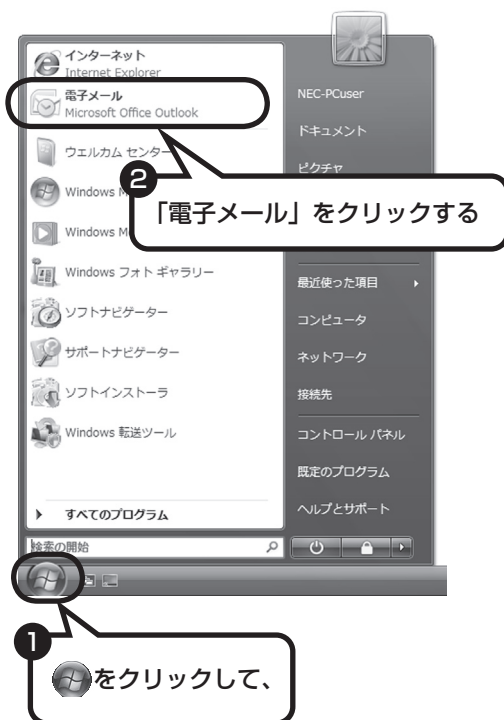 インターネット
Internet Explorer
電子メール
Microsoft Office Outlook
ウェルカム センター
Windows M
Windows M
Windows フォト ギャラリー
ソフトナビゲーター
サポートナビゲーター
ソフトインストーラ
Windows 転送ツール
すべてのプログラム
検索の開始
NEC-PCuser
ドキュメント
ピクチャ
最近使った項目
コンピュータ
ネットワーク
接続先
コントロール パネル
既定のプログラム
ヘルプとサポート
2
「電子メール」をクリックする
1
をクリックして、